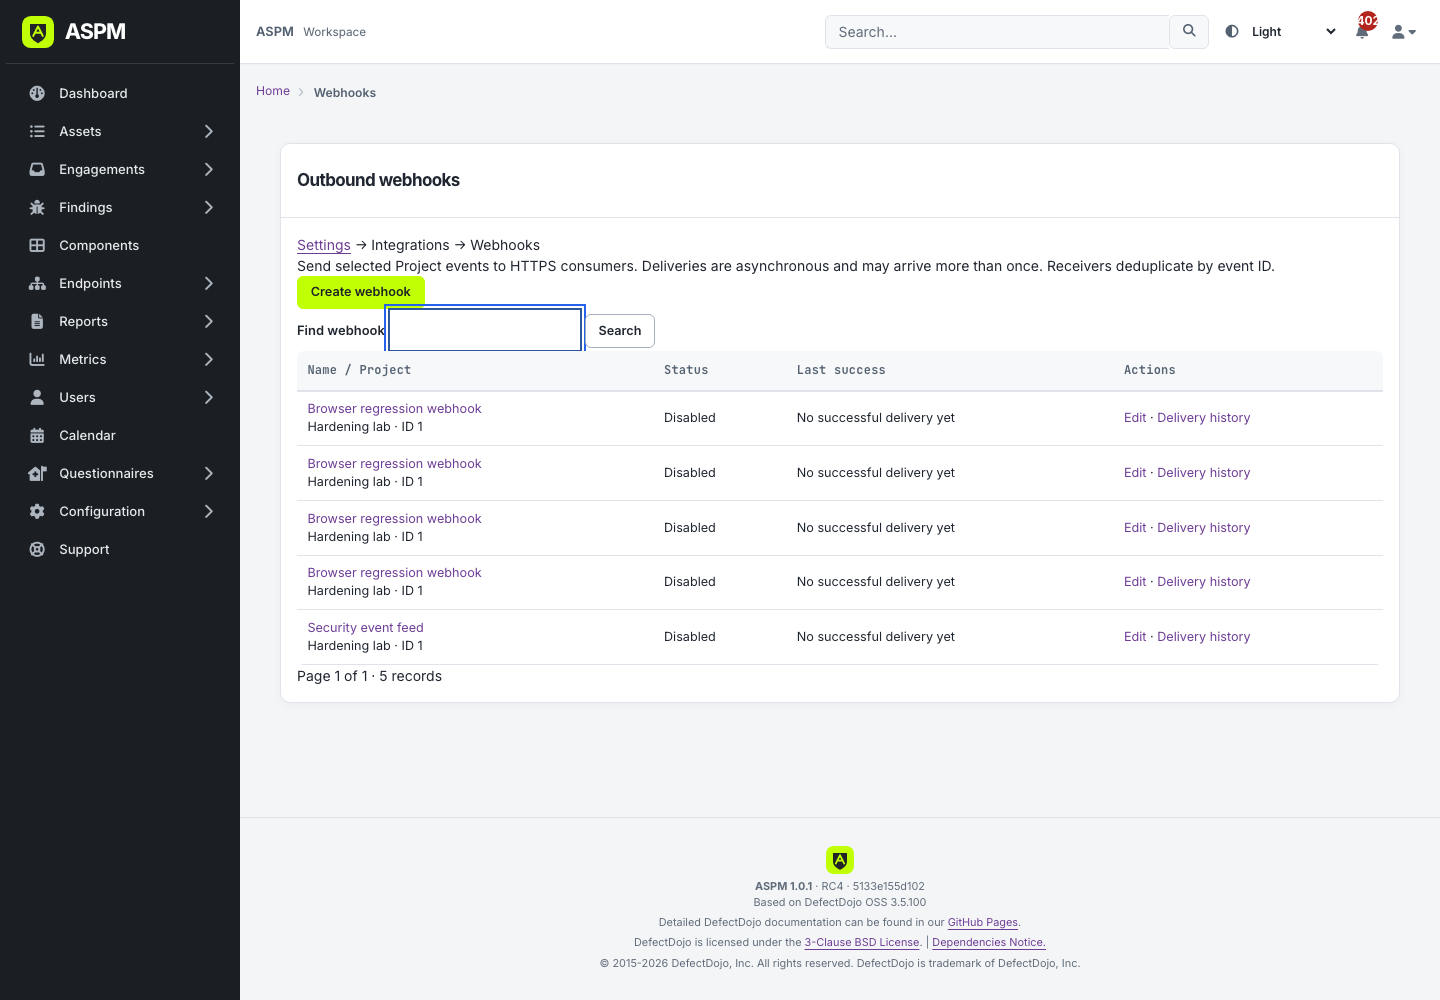 ASPM
ASPM Workspace
Search...
Light
402
Dashboard
Assets
Engagements
Findings
Components
Endpoints
Reports
Metrics
Users
Calendar
Questionnaires
Configuration
Support
Home > Webhooks
Outbound webhooks
Settings → Integrations → Webhooks
Send selected Project events to HTTPS consumers. Deliveries are asynchronous and may arrive more than once. Receivers deduplicate by event ID.
Create webhook
Find webhook Search
Name / Project Status Last success Actions
Browser regression webhook
Hardening lab · ID 1 Disabled No successful delivery yet Edit · Delivery history
Browser regression webhook
Hardening lab · ID 1 Disabled No successful delivery yet Edit · Delivery history
Browser regression webhook
Hardening lab · ID 1 Disabled No successful delivery yet Edit · Delivery history
Browser regression webhook
Hardening lab · ID 1 Disabled No successful delivery yet Edit · Delivery history
Security event feed
Hardening lab · ID 1 Disabled No successful delivery yet Edit · Delivery history
Page 1 of 1 · 5 records
ASPM 1.0.1 · RC4 · 5133e155d102
Based on DefectDojo OSS 3.5.100
Detailed DefectDojo documentation can be found in our GitHub Pages.
DefectDojo is licensed under the 3-Clause BSD License. | Dependencies Notice.
© 2015-2026 DefectDojo, Inc. All rights reserved. DefectDojo is trademark of DefectDojo, Inc.